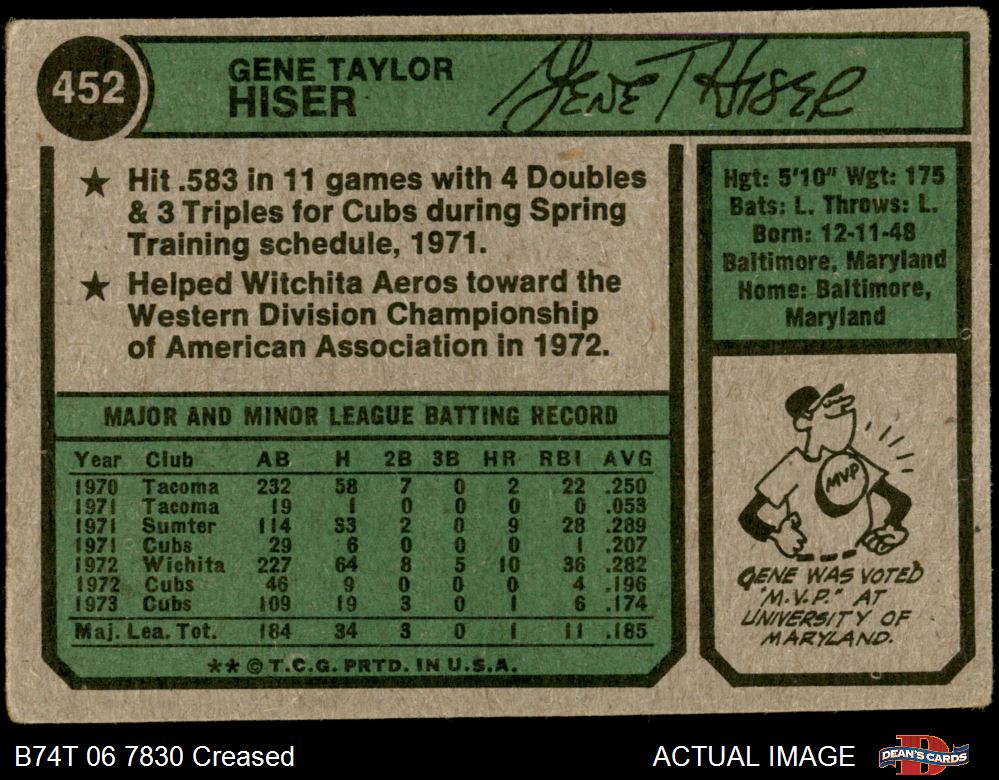 452
GENE TAYLOR
HISER
Gene T Hiser
★ Hit .583 in 11 games with 4 Doubles
& 3 Triples for Cubs during Spring
Training schedule, 1971.
★ Helped Witchita Aeros toward the
Western Division Championship
of American Association in 1972.
Hgt: 5'10" Wgt: 175
Bats: L. Throws: L.
Born: 12-11-48
Baltimore, Maryland
Home: Baltimore,
Maryland
MAJOR AND MINOR LEAGUE BATTING RECORD
Year Club AB H 2B 3B HR RBI AVG
1970 Tacoma 232 58 7 0 2 22 .250
1971 Tacoma 19 1 0 0 0 0 .053
1971 Sumter 114 33 2 0 9 28 .289
1971 Cubs 29 6 0 0 0 1 .207
1972 Wichita 227 64 8 5 10 36 .282
1972 Cubs 46 9 0 0 0 4 .196
1973 Cubs 109 19 3 0 1 6 .174
Maj. Lea. Tot. 184 34 3 0 1 11 .185
** © T.C.G. PRTD. IN U.S.A.
MVP
GENE WAS VOTED
"M.V.P." AT
UNIVERSITY OF
MARYLAND.
B74T 06 7830 Creased
ACTUAL IMAGE
DEAN'S CARDS